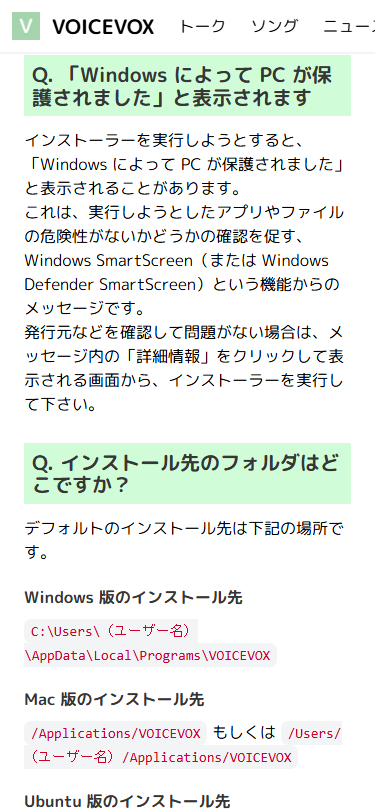 V VOICEVOX トーク ソング ニュース
Q. 「Windows によって PC が保
護されました」と表示されます
インストーラーを実行しようとすると、
「Windows によって PC が保護されました」
と表示されることがあります。
これは、実行しようとしたアプリやファイル
の危険性がないかどうかの確認を促す、
Windows SmartScreen（または Windows
Defender SmartScreen）という機能からの
メッセージです。
発行元などを確認して問題がない場合は、メ
ッセージ内の「詳細情報」をクリックして表
示される画面から、インストーラーを実行し
て下さい。
Q. インストール先のフォルダはど
こですか？
デフォルトのインストール先は下記の場所で
す。
Windows 版のインストール先
C:\Users\（ユーザー名）
\AppData\Local\Programs\VOICEVOX
Mac 版のインストール先
/Applications/VOICEVOX もしくは /Users/
（ユーザー名）/Applications/VOICEVOX
Ubuntu 版のインストール先